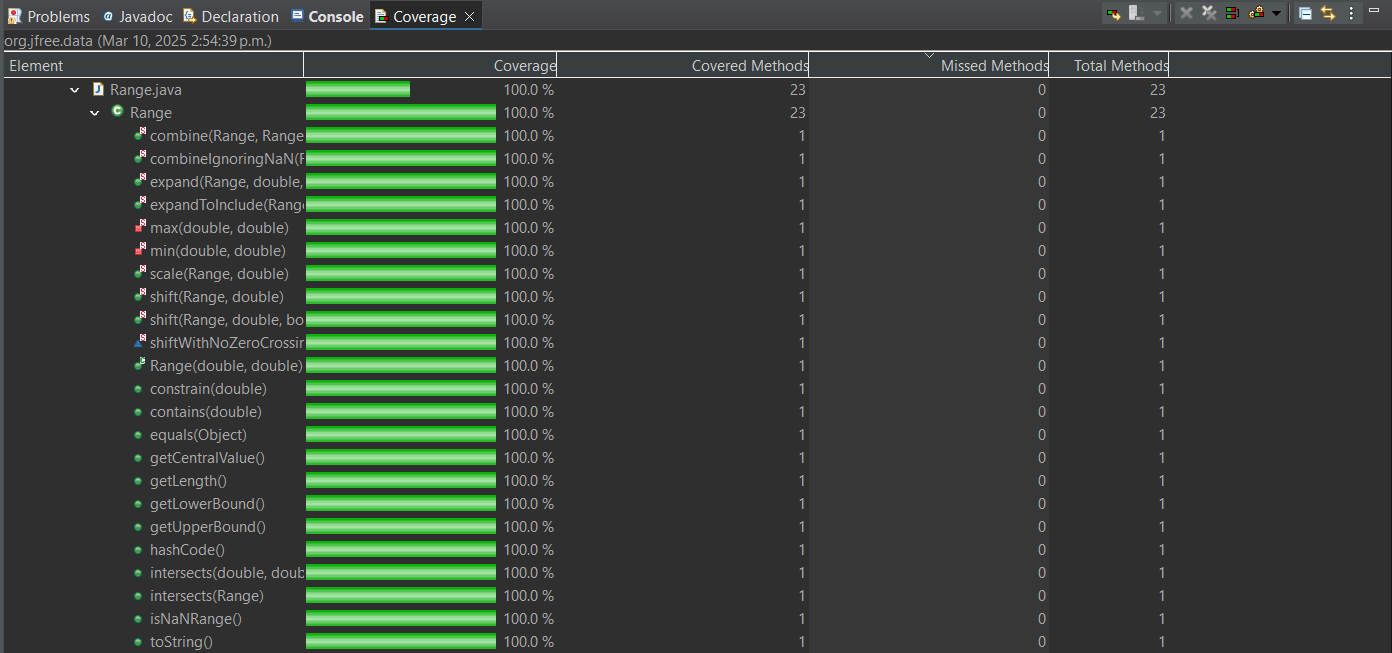 Problems Javadoc Declaration Console Coverage
org.jfree.data (Mar 10, 2025 2:54:39 p.m.)
Element Coverage Covered Methods Missed Methods Total Methods
Range.java 100.0 % 23 0 23
Range 100.0 % 23 0 23
combine(Range, Range 100.0 % 1 0 1
combineIgnoringNaN(R 100.0 % 1 0 1
expand(Range, double, 100.0 % 1 0 1
expandToInclude(Range 100.0 % 1 0 1
max(double, double) 100.0 % 1 0 1
min(double, double) 100.0 % 1 0 1
scale(Range, double) 100.0 % 1 0 1
shift(Range, double) 100.0 % 1 0 1
shift(Range, double, bo 100.0 % 1 0 1
shiftWithNoZeroCrossin 100.0 % 1 0 1
Range(double, double) 100.0 % 1 0 1
constrain(double) 100.0 % 1 0 1
contains(double) 100.0 % 1 0 1
equals(Object) 100.0 % 1 0 1
getCentralValue() 100.0 % 1 0 1
getLength() 100.0 % 1 0 1
getLowerBound() 100.0 % 1 0 1
getUpperBound() 100.0 % 1 0 1
hashCode() 100.0 % 1 0 1
intersects(double, doub 100.0 % 1 0 1
intersects(Range) 100.0 % 1 0 1
isNaNRange() 100.0 % 1 0 1
toString() 100.0 % 1 0 1